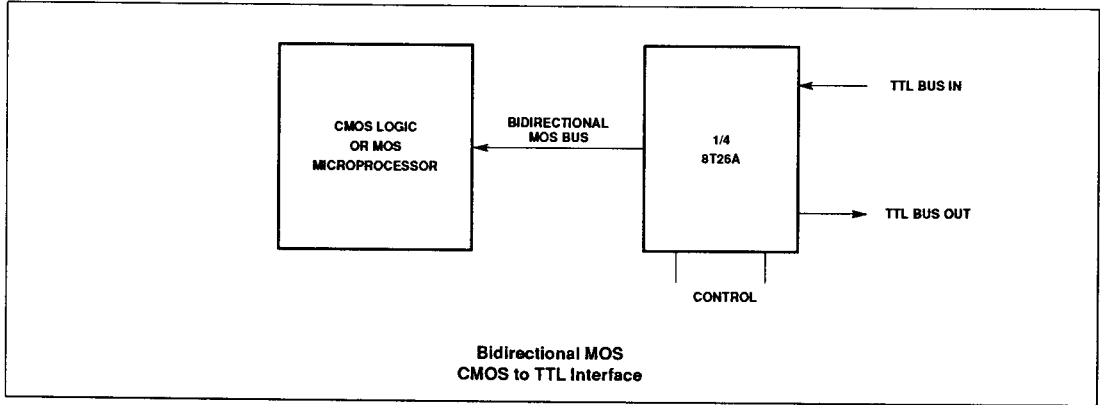 CMOS LOGIC
OR MOS
MICROPROCESSOR
BIDIRECTIONAL
MOS BUS
1/4
8T26A
TTL BUS IN
TTL BUS OUT
CONTROL
Bidirectional MOS
CMOS to TTL Interface